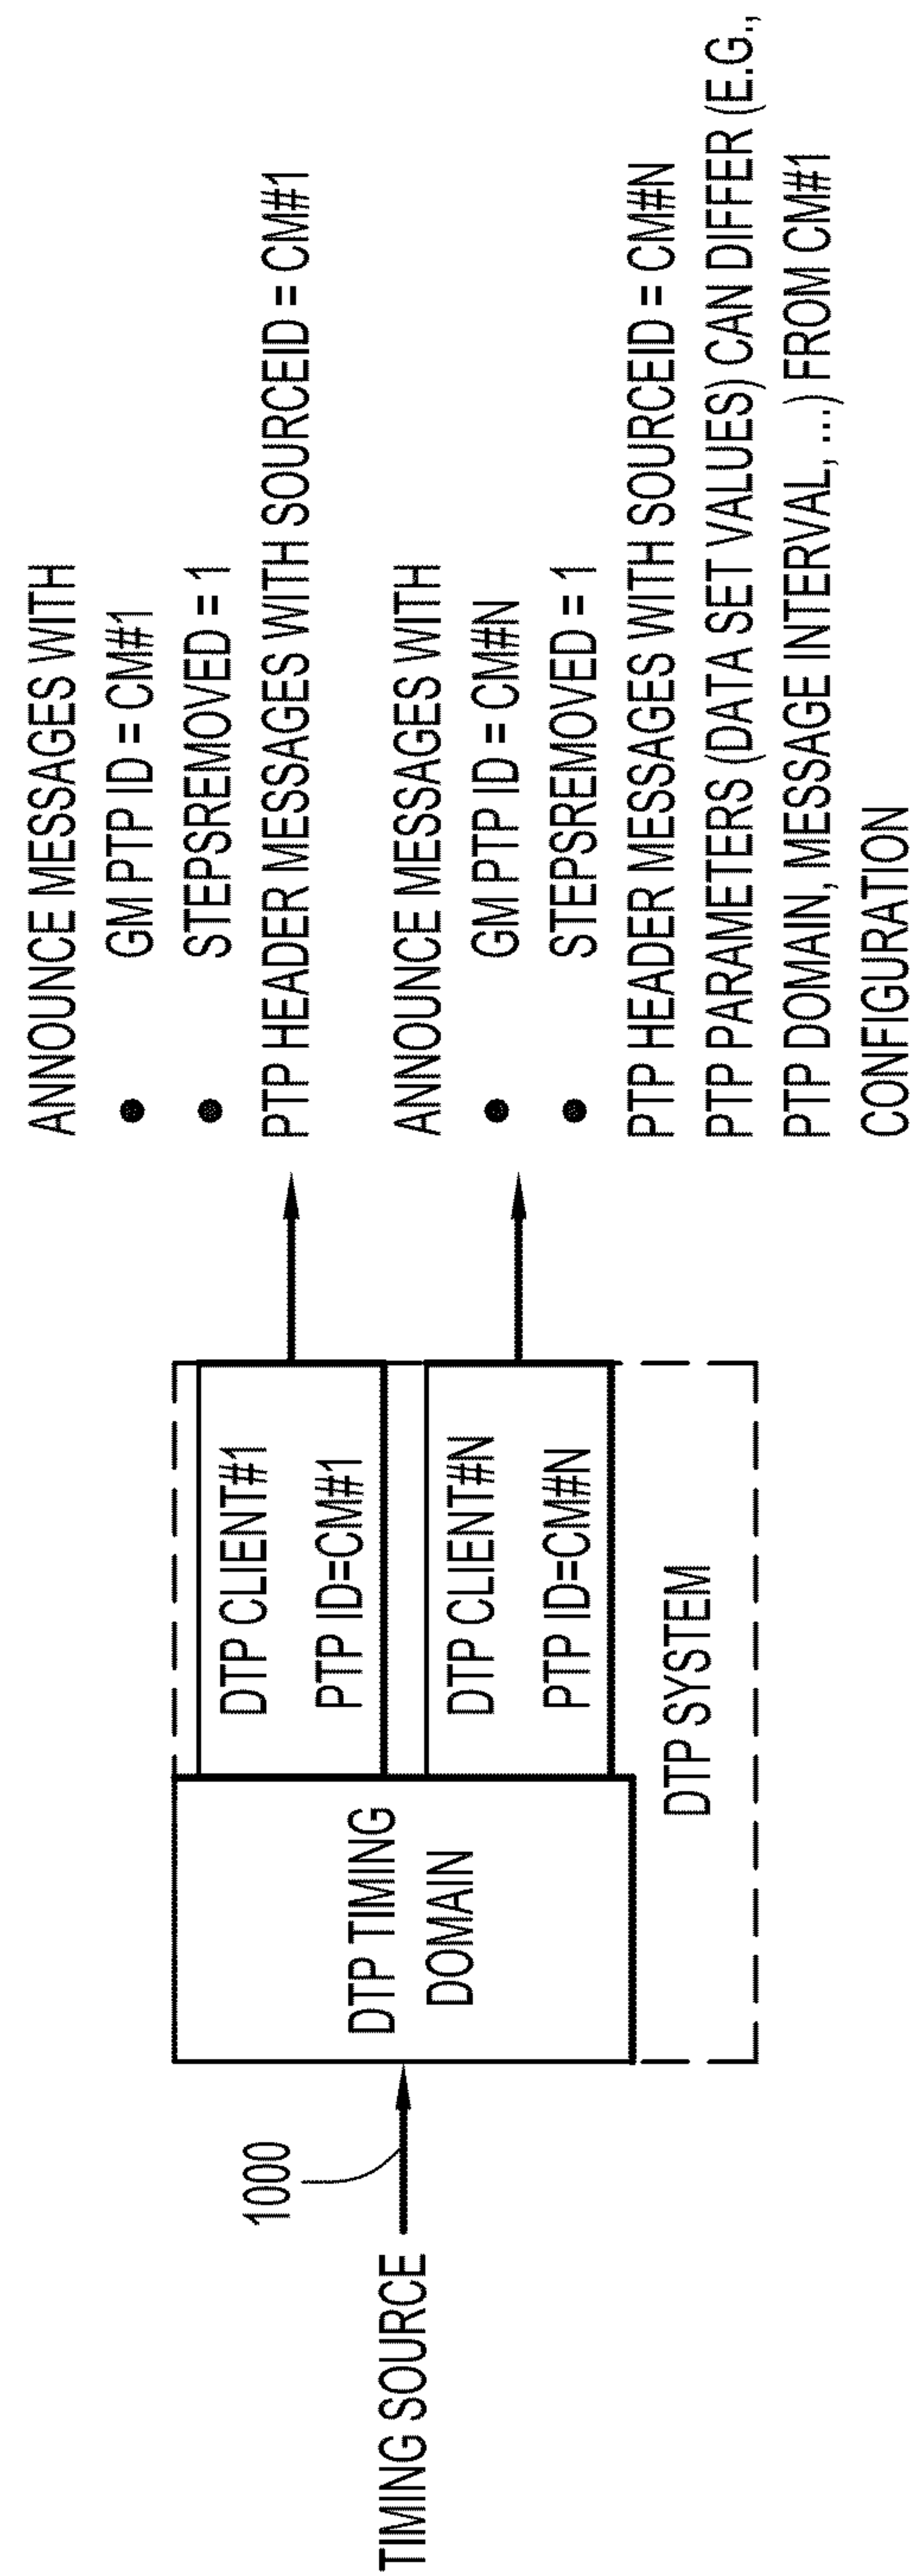 TIMING SOURCE
1000
DTP TIMING
DOMAIN
DTP CLIENT#1
PTP ID=CM#1
DTP CLIENT#N
PTP ID=CM#N
DTP SYSTEM
ANNOUNCE MESSAGES WITH
● GM PTP ID = CM#1
● STEPSREMOVED = 1
PTP HEADER MESSAGES WITH SOURCEID = CM#1
ANNOUNCE MESSAGES WITH
● GM PTP ID = CM#N
● STEPSREMOVED = 1
PTP HEADER MESSAGES WITH SOURCEID = CM#N
PTP PARAMETERS (DATA SET VALUES) CAN DIFFER (E.G.,
PTP DOMAIN, MESSAGE INTERVAL, ...) FROM CM#1
CONFIGURATION